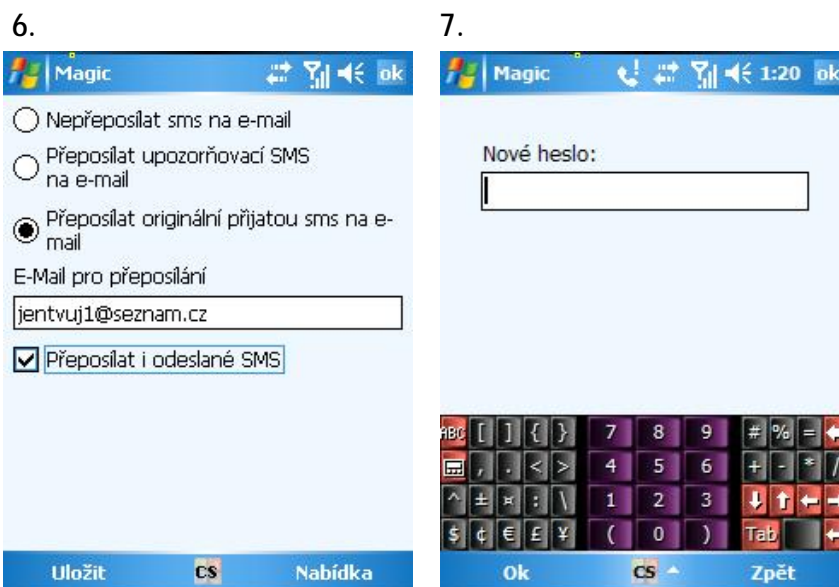 6.
Magic ok
Nepřeposílat sms na e-mail
Přeposílat upozorňovací SMS
na e-mail
Přeposílat originální přijatou sms na e-
mail
E-Mail pro přeposílání
jentvuj1@seznam.cz
Přeposílat i odeslané SMS
Uložit CS Nabídka
7.
Magic 1:20 ok
Nové heslo:
ABC [ ] { } 7 8 9 # % =
, . < > 4 5 6 + - * /
^ ± ¤ : \ 1 2 3
$ ¢ € £ ¥ ( 0 ) Tab
Ok CS Zpět